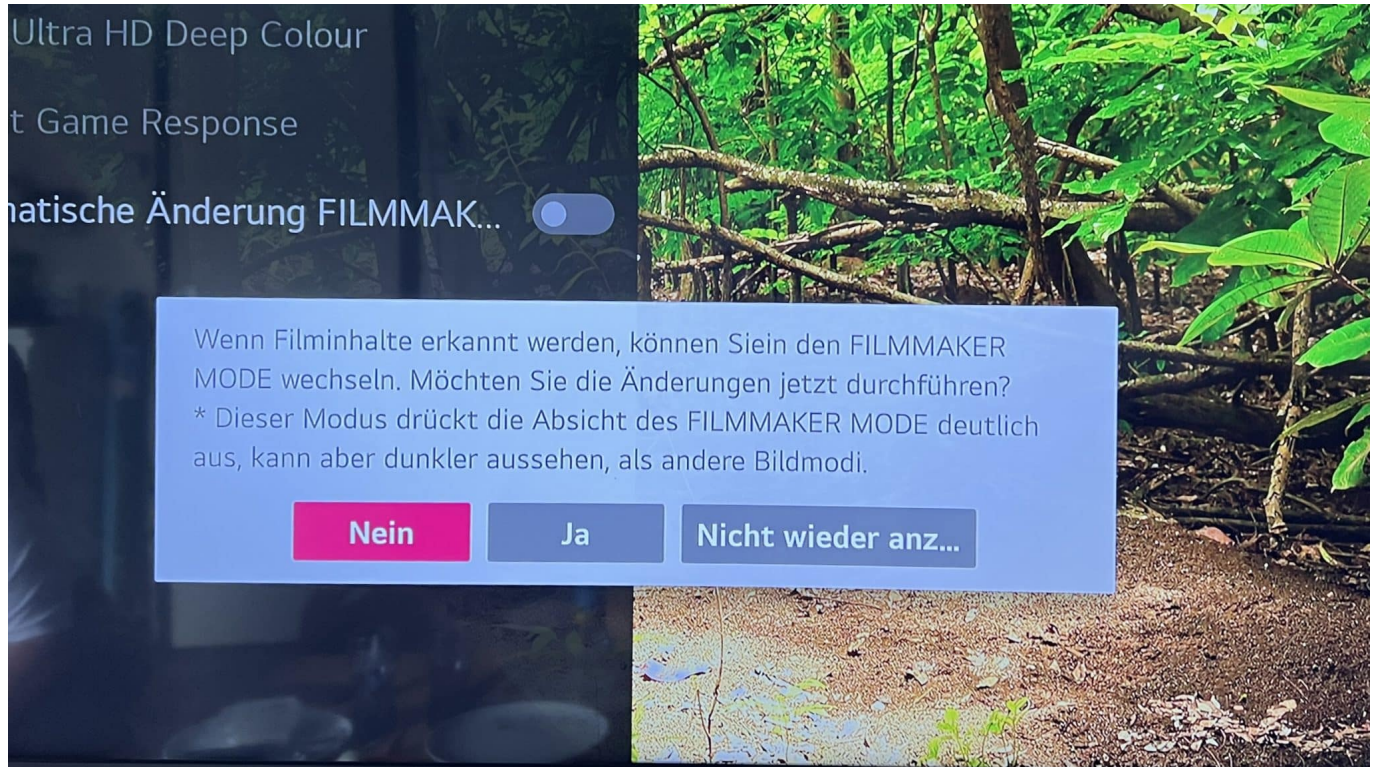 Ultra HD Deep Colour
t Game Response
natische Änderung FILMMAK...
Wenn Filminhalte erkannt werden, können Siein den FILMMAKER
MODE wechseln. Möchten Sie die Änderungen jetzt durchführen?
* Dieser Modus drückt die Absicht des FILMMAKER MODE deutlich
aus, kann aber dunkler aussehen, als andere Bildmodi.
Nein
Ja
Nicht wieder anz...